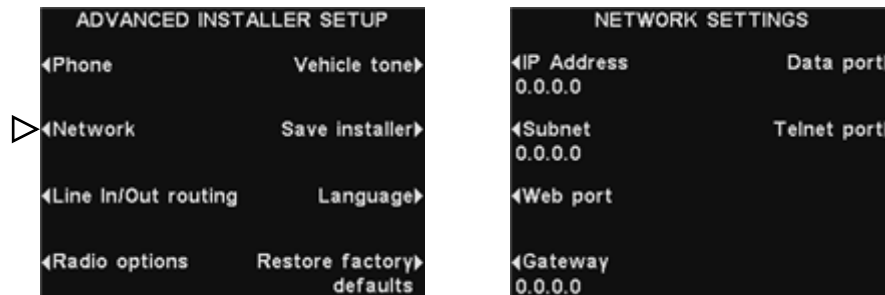 ADVANCED INSTALLER SETUP
Phone
Vehicle tone
Network
Save installer
Line In/Out routing
Language
Radio options
Restore factory
defaults
NETWORK SETTINGS
IP Address
0.0.0.0
Data port
Subnet
0.0.0.0
Telnet port
Web port
Gateway
0.0.0.0